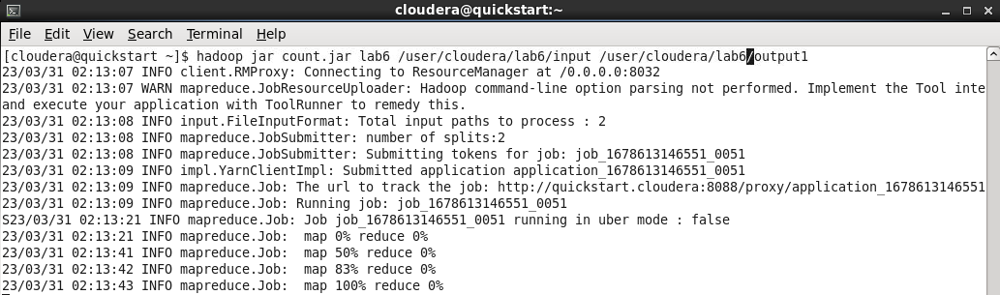 cloudera@quickstart:~
File Edit View Search Terminal Help
[cloudera@quickstart ~]$ hadoop jar count.jar lab6 /user/cloudera/lab6/input /user/cloudera/lab6/output1
23/03/31 02:13:07 INFO client.RMProxy: Connecting to ResourceManager at /0.0.0.0:8032
23/03/31 02:13:07 WARN mapreduce.JobResourceUploader: Hadoop command-line option parsing not performed. Implement the Tool inte
and execute your application with ToolRunner to remedy this.
23/03/31 02:13:08 INFO input.FileInputFormat: Total input paths to process : 2
23/03/31 02:13:08 INFO mapreduce.JobSubmitter: number of splits:2
23/03/31 02:13:08 INFO mapreduce.JobSubmitter: Submitting tokens for job: job_1678613146551_0051
23/03/31 02:13:09 INFO impl.YarnClientImpl: Submitted application application_1678613146551_0051
23/03/31 02:13:09 INFO mapreduce.Job: The url to track the job: http://quickstart.cloudera:8088/proxy/application_1678613146551
23/03/31 02:13:09 INFO mapreduce.Job: Running job: job_1678613146551_0051
S23/03/31 02:13:21 INFO mapreduce.Job: Job job_1678613146551_0051 running in uber mode : false
23/03/31 02:13:21 INFO mapreduce.Job:  map 0% reduce 0%
23/03/31 02:13:41 INFO mapreduce.Job:  map 50% reduce 0%
23/03/31 02:13:42 INFO mapreduce.Job:  map 83% reduce 0%
23/03/31 02:13:43 INFO mapreduce.Job:  map 100% reduce 0%